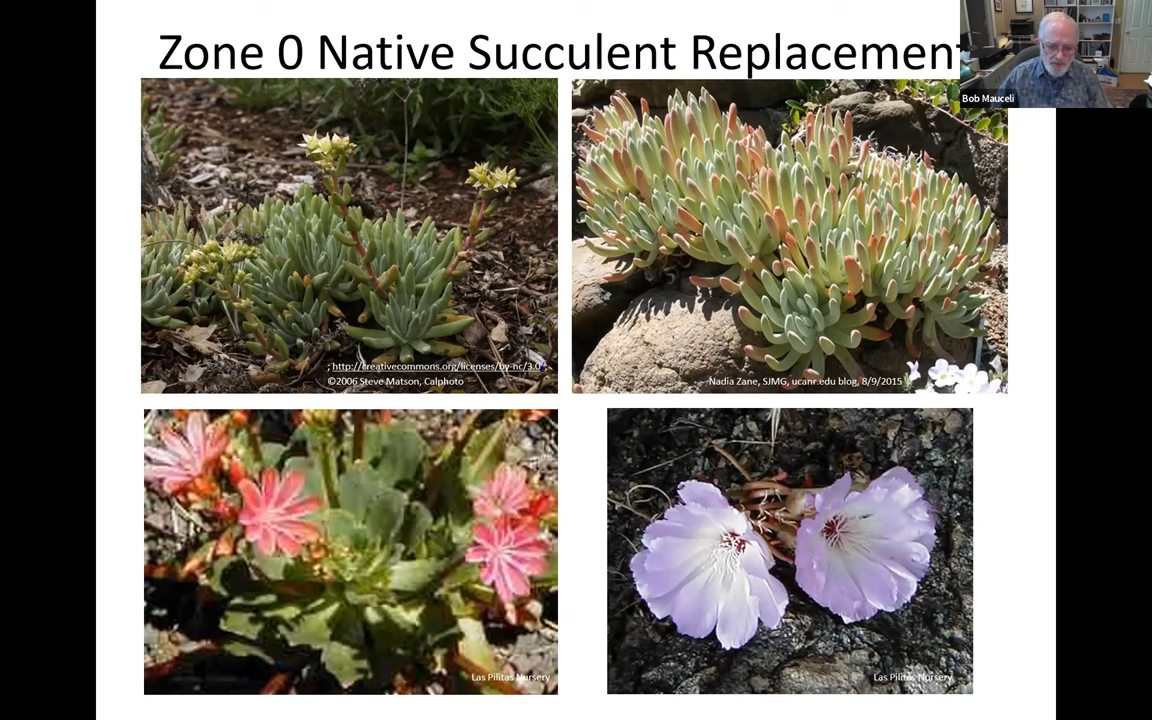 Zone 0 Native Succulent Replacement
Bob Mauceli
; http://creativecommons.org/licenses/by-nc/3.0 ;
©2006 Steve Matson, Calphoto
Nadia Zane, SJMG, ucanr.edu blog, 8/9/2015
Las Pilitas Nursery
Las Pilitas Nursery